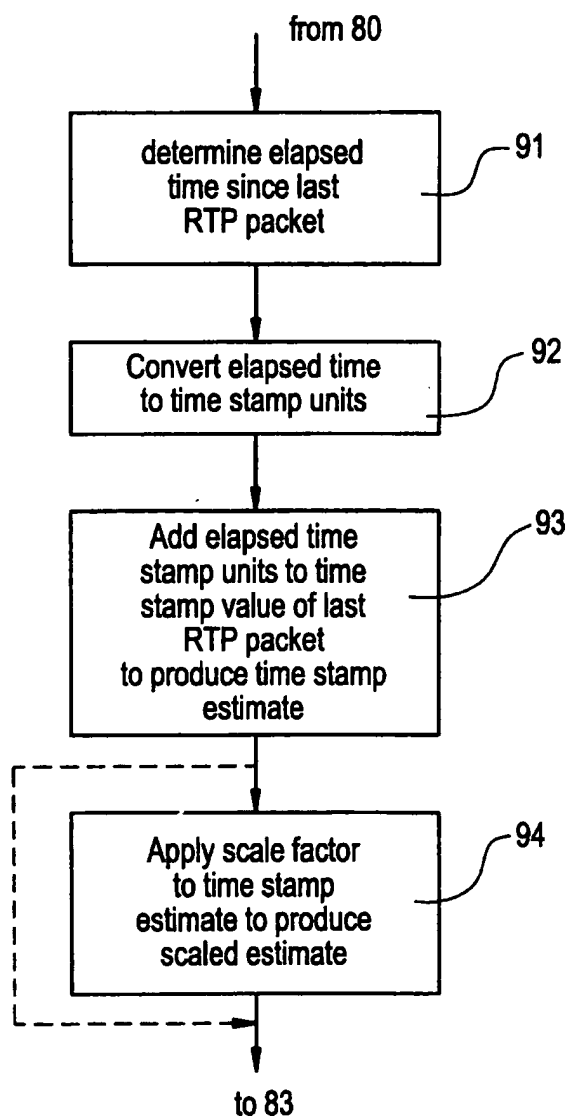 from 80
determine elapsed
time since last
RTP packet
91
Convert elapsed time
to time stamp units
92
Add elapsed time
stamp units to time
stamp value of last
RTP packet
to produce time stamp
estimate
93
Apply scale factor
to time stamp
estimate to produce
scaled estimate
94
to 83